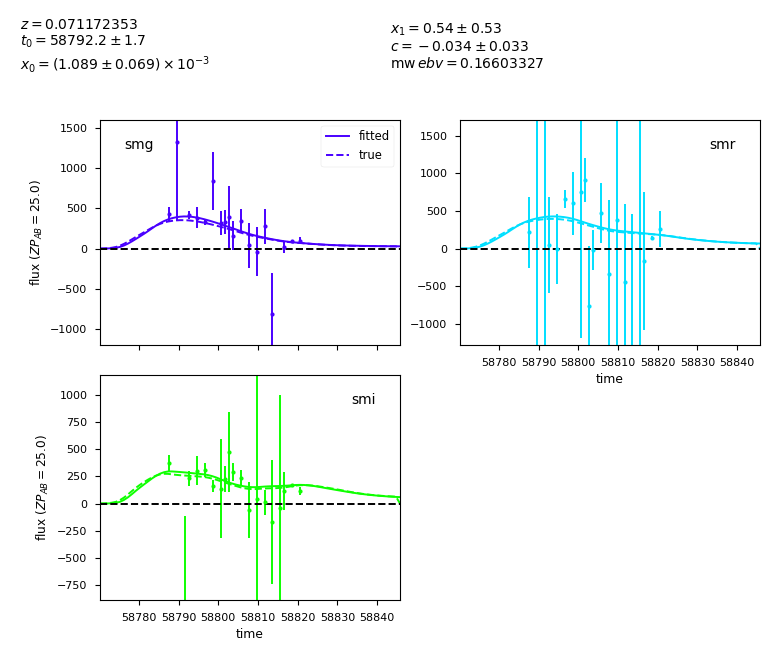 z = 0.071172353
t₀ = 58792.2 ± 1.7
x₀ = (1.089 ± 0.069) × 10⁻³
x₁ = 0.54 ± 0.53
c = −0.034 ± 0.033
mw ebv = 0.16603327
smg
fitted
true
1500
1000
500
0
−500
−1000
flux (ZP_AB = 25.0)
smr
1500
1000
500
0
−500
−1000
58780 58790 58800 58810 58820 58830 58840
time
smi
1000
750
500
250
0
−250
−500
−750
flux (ZP_AB = 25.0)
58780 58790 58800 58810 58820 58830 58840
time